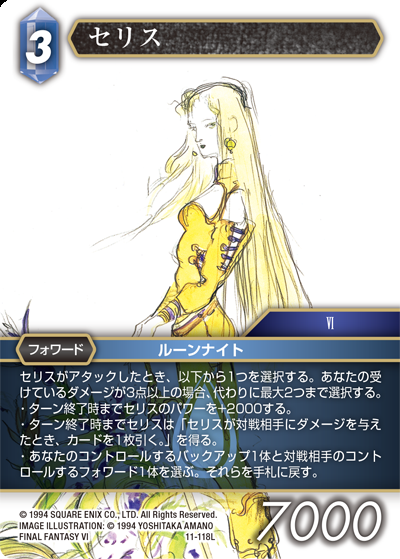 3
セリス
VI
フォワード
ルーンナイト
セリスがアタックしたとき、以下から1つを選択する。あなたの受
けているダメージが3点以上の場合、代わりに最大2つまで選択する。
・ターン終了時までセリスのパワーを+2000する。
・ターン終了時までセリスは「セリスが対戦相手にダメージを与え
たとき、カードを1枚引く。」を得る。
・あなたのコントロールするバックアップ1体と対戦相手のコント
ロールするフォワード1体を選ぶ。それらを手札に戻す。
© 1994 SQUARE ENIX CO., LTD. All Rights Reserved.
IMAGE ILLUSTRATION: © 1994 YOSHITAKA AMANO
FINAL FANTASY VI 11-118L
7000